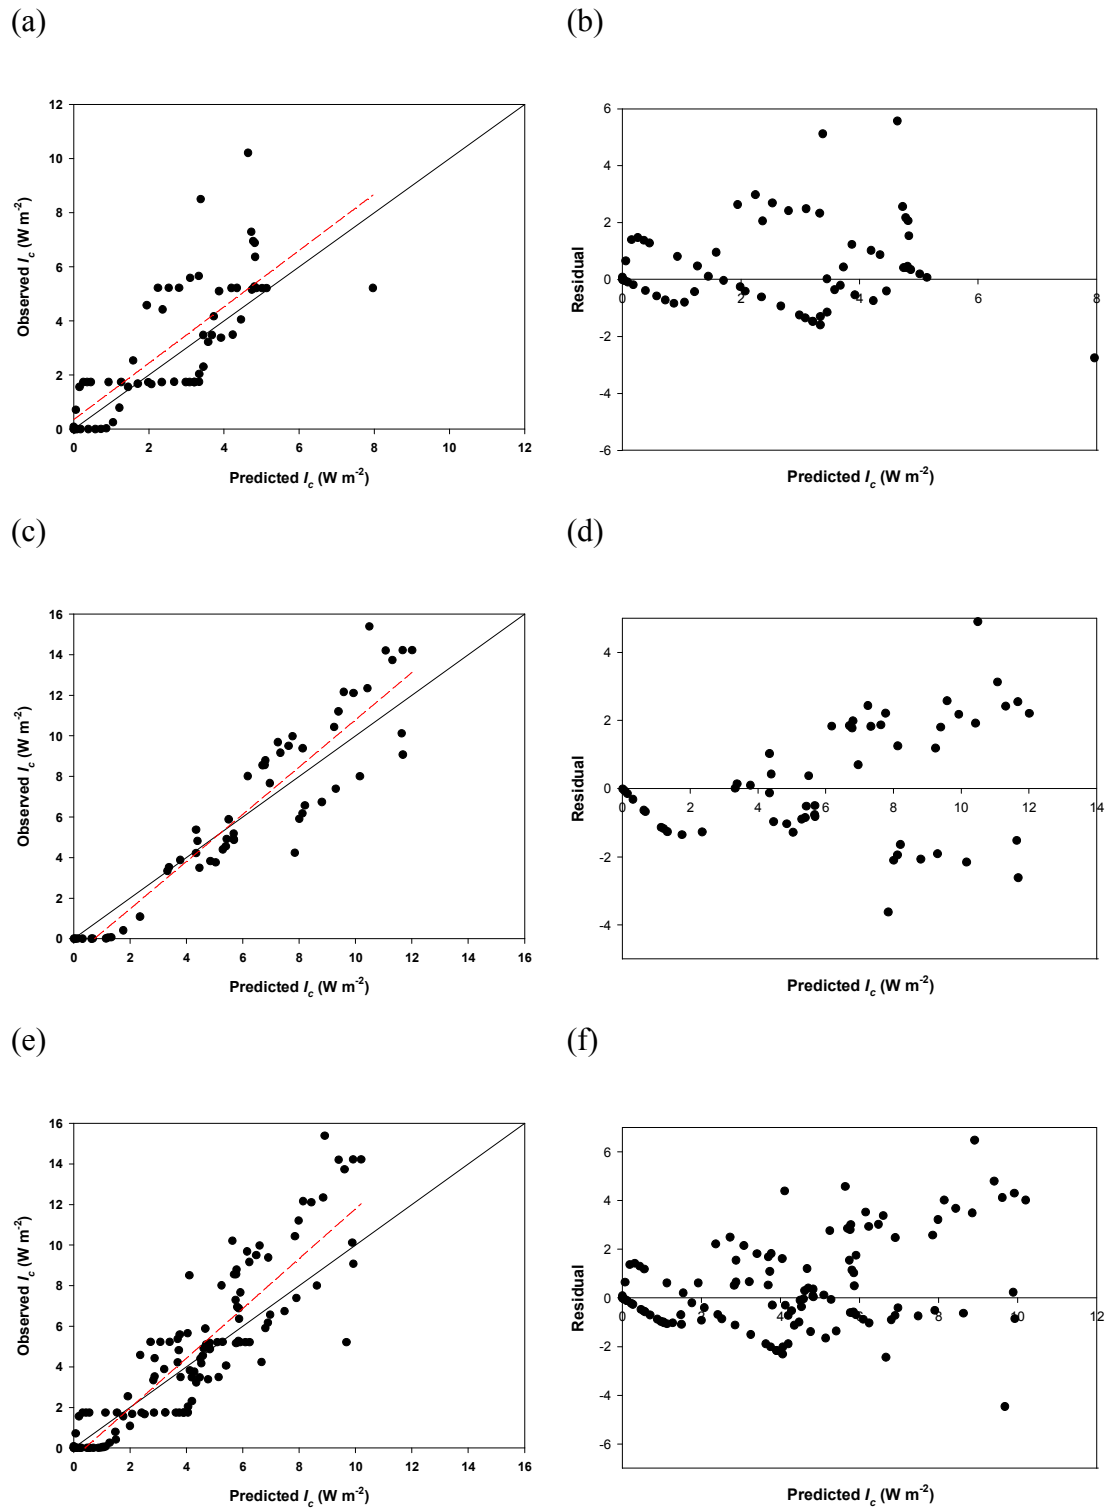 (a)
(b)
12
10
8
6
4
2
0
Observed Ic (W m-2)
0 2 4 6 8 10 12
Predicted Ic (W m-2)
6
4
2
0
-2
-4
-6
Residual
0 2 4 6 8
Predicted Ic (W m-2)
(c)
(d)
16
14
12
10
8
6
4
2
0
Observed Ic (W m-2)
0 2 4 6 8 10 12 14 16
Predicted Ic (W m-2)
4
2
0
-2
-4
Residual
0 2 4 6 8 10 12 14
Predicted Ic (W m-2)
(e)
(f)
16
14
12
10
8
6
4
2
0
Observed Ic (W m-2)
0 2 4 6 8 10 12 14 16
Predicted Ic (W m-2)
6
4
2
0
-2
-4
-6
Residual
0 2 4 6 8 10 12
Predicted Ic (W m-2)